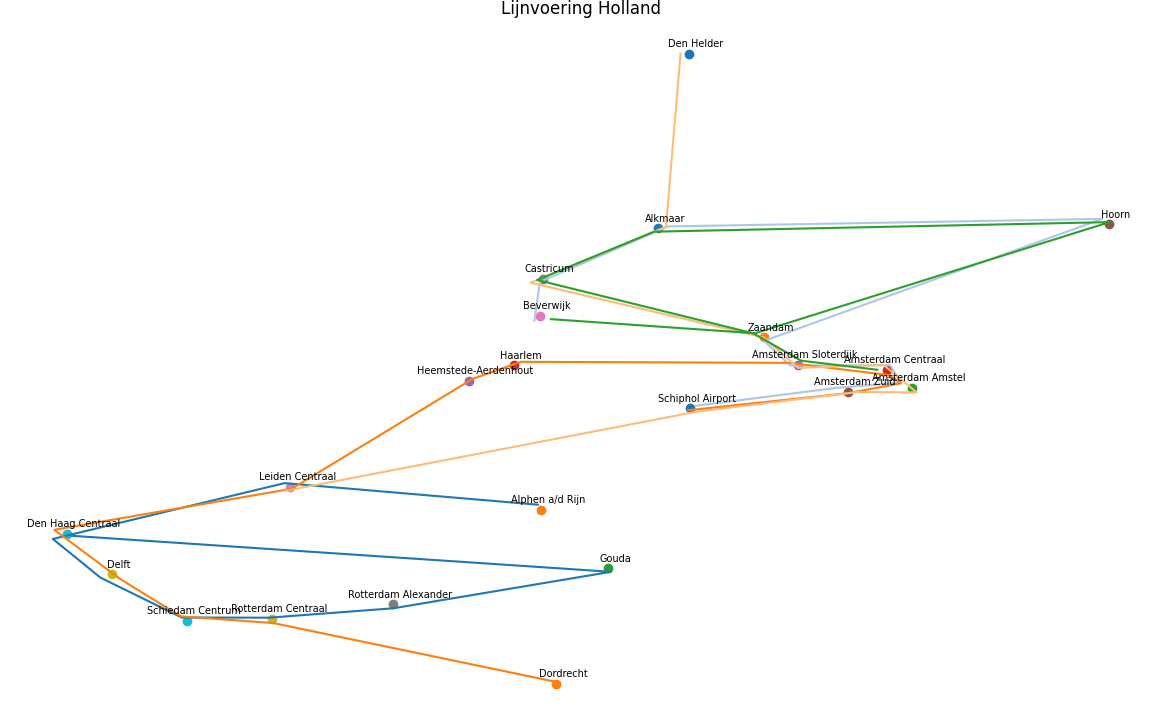 Lijnvoering Holland
Den Helder
Alkmaar
Hoorn
Castricum
Beverwijk
Zaandam
Haarlem
Amsterdam Sloterdijk
Amsterdam Centraal
Heemstede-Aerdenhout
Amsterdam Zuid
Amsterdam Amstel
Schiphol Airport
Leiden Centraal
Alphen a/d Rijn
Den Haag Centraal
Delft
Gouda
Rotterdam Alexander
Schiedam Centrum
Rotterdam Centraal
Dordrecht